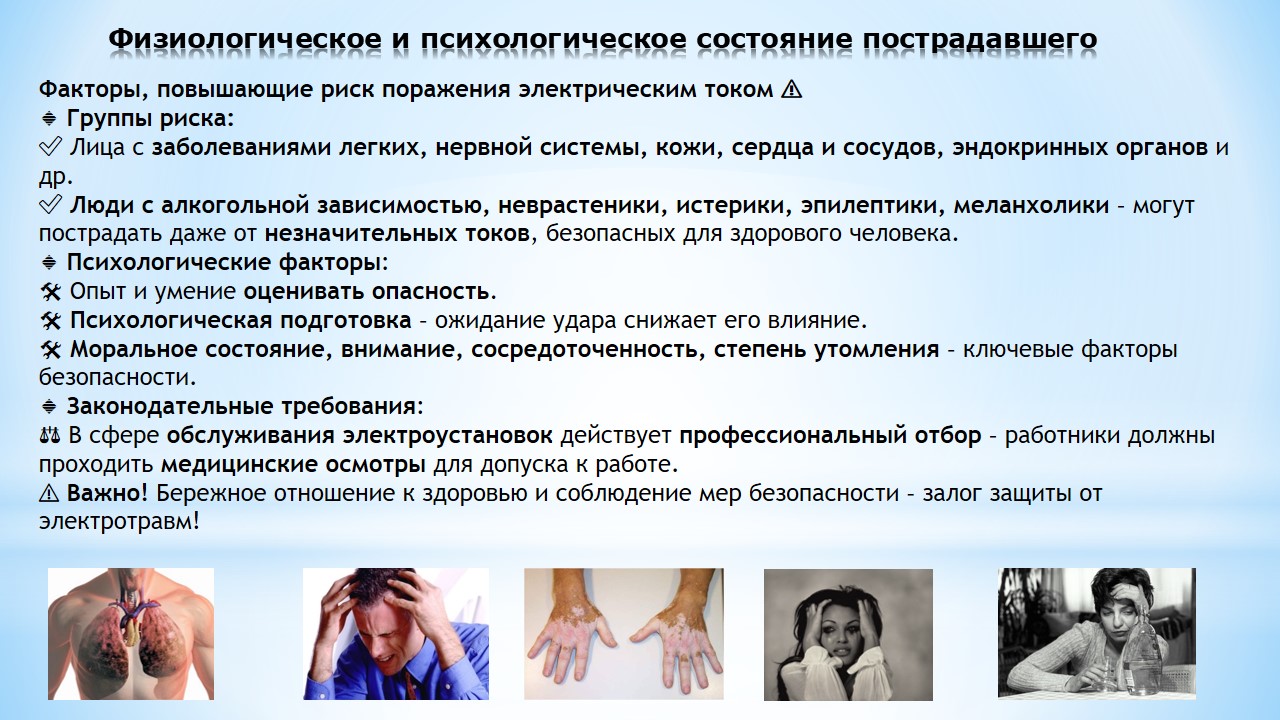 Физиологическое и психологическое состояние пострадавшего
Факторы, повышающие риск поражения электрическим током ⚠
🔹 Группы риска:
✅ Лица с заболеваниями легких, нервной системы, кожи, сердца и сосудов, эндокринных органов и
др.
✅ Люди с алкогольной зависимостью, неврастеники, истерики, эпилептики, меланхолики – могут
пострадать даже от незначительных токов, безопасных для здорового человека.
🔹 Психологические факторы:
🛠 Опыт и умение оценивать опасность.
🛠 Психологическая подготовка – ожидание удара снижает его влияние.
🛠 Моральное состояние, внимание, сосредоточенность, степень утомления – ключевые факторы
безопасности.
🔹 Законодательные требования:
⚖ В сфере обслуживания электроустановок действует профессиональный отбор – работники должны
проходить медицинские осмотры для допуска к работе.
⚠ Важно! Бережное отношение к здоровью и соблюдение мер безопасности – залог защиты от
электротравм!